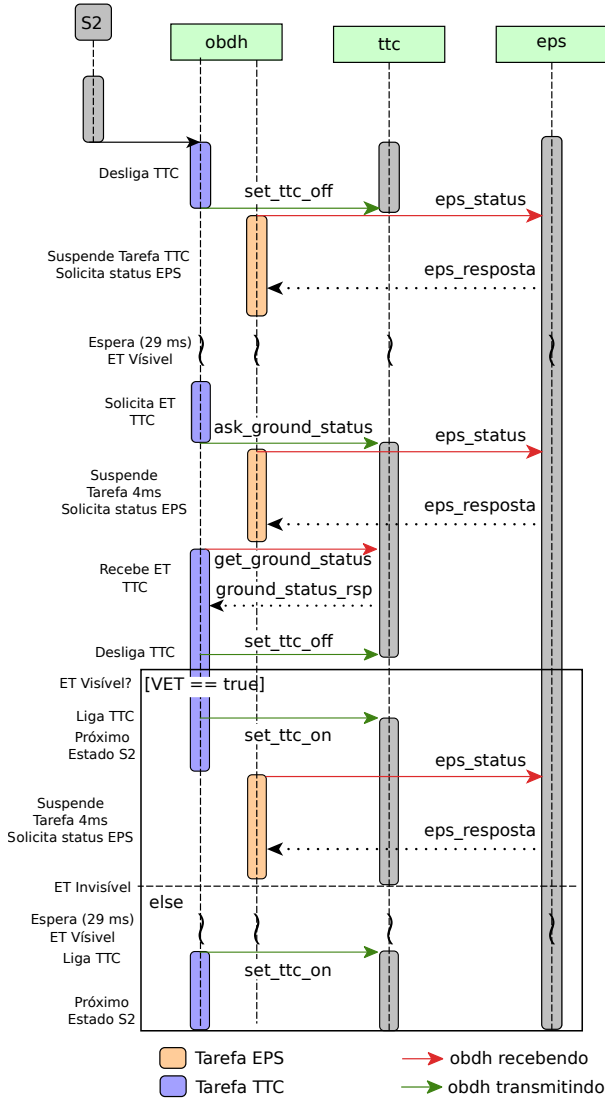 S2
obdh
ttc
eps
Desliga TTC
set_ttc_off
eps_status
Suspende Tarefa TTC
Solicita status EPS
eps_resposta
Espera (29 ms)
ET Vísivel
Solicita ET
TTC
ask_ground_status
eps_status
Suspende
Tarefa 4ms
Solicita status EPS
eps_resposta
get_ground_status
Recebe ET
TTC
ground_status_rsp
Desliga TTC
set_ttc_off
ET Visível?
[VET == true]
Liga TTC
set_ttc_on
Próximo
Estado S2
eps_status
Suspende
Tarefa 4ms
Solicita status EPS
eps_resposta
ET Invisível
else
Espera (29 ms)
ET Vísivel
Liga TTC
set_ttc_on
Próximo
Estado S2
Tarefa EPS
obdh recebendo
Tarefa TTC
obdh transmitindo